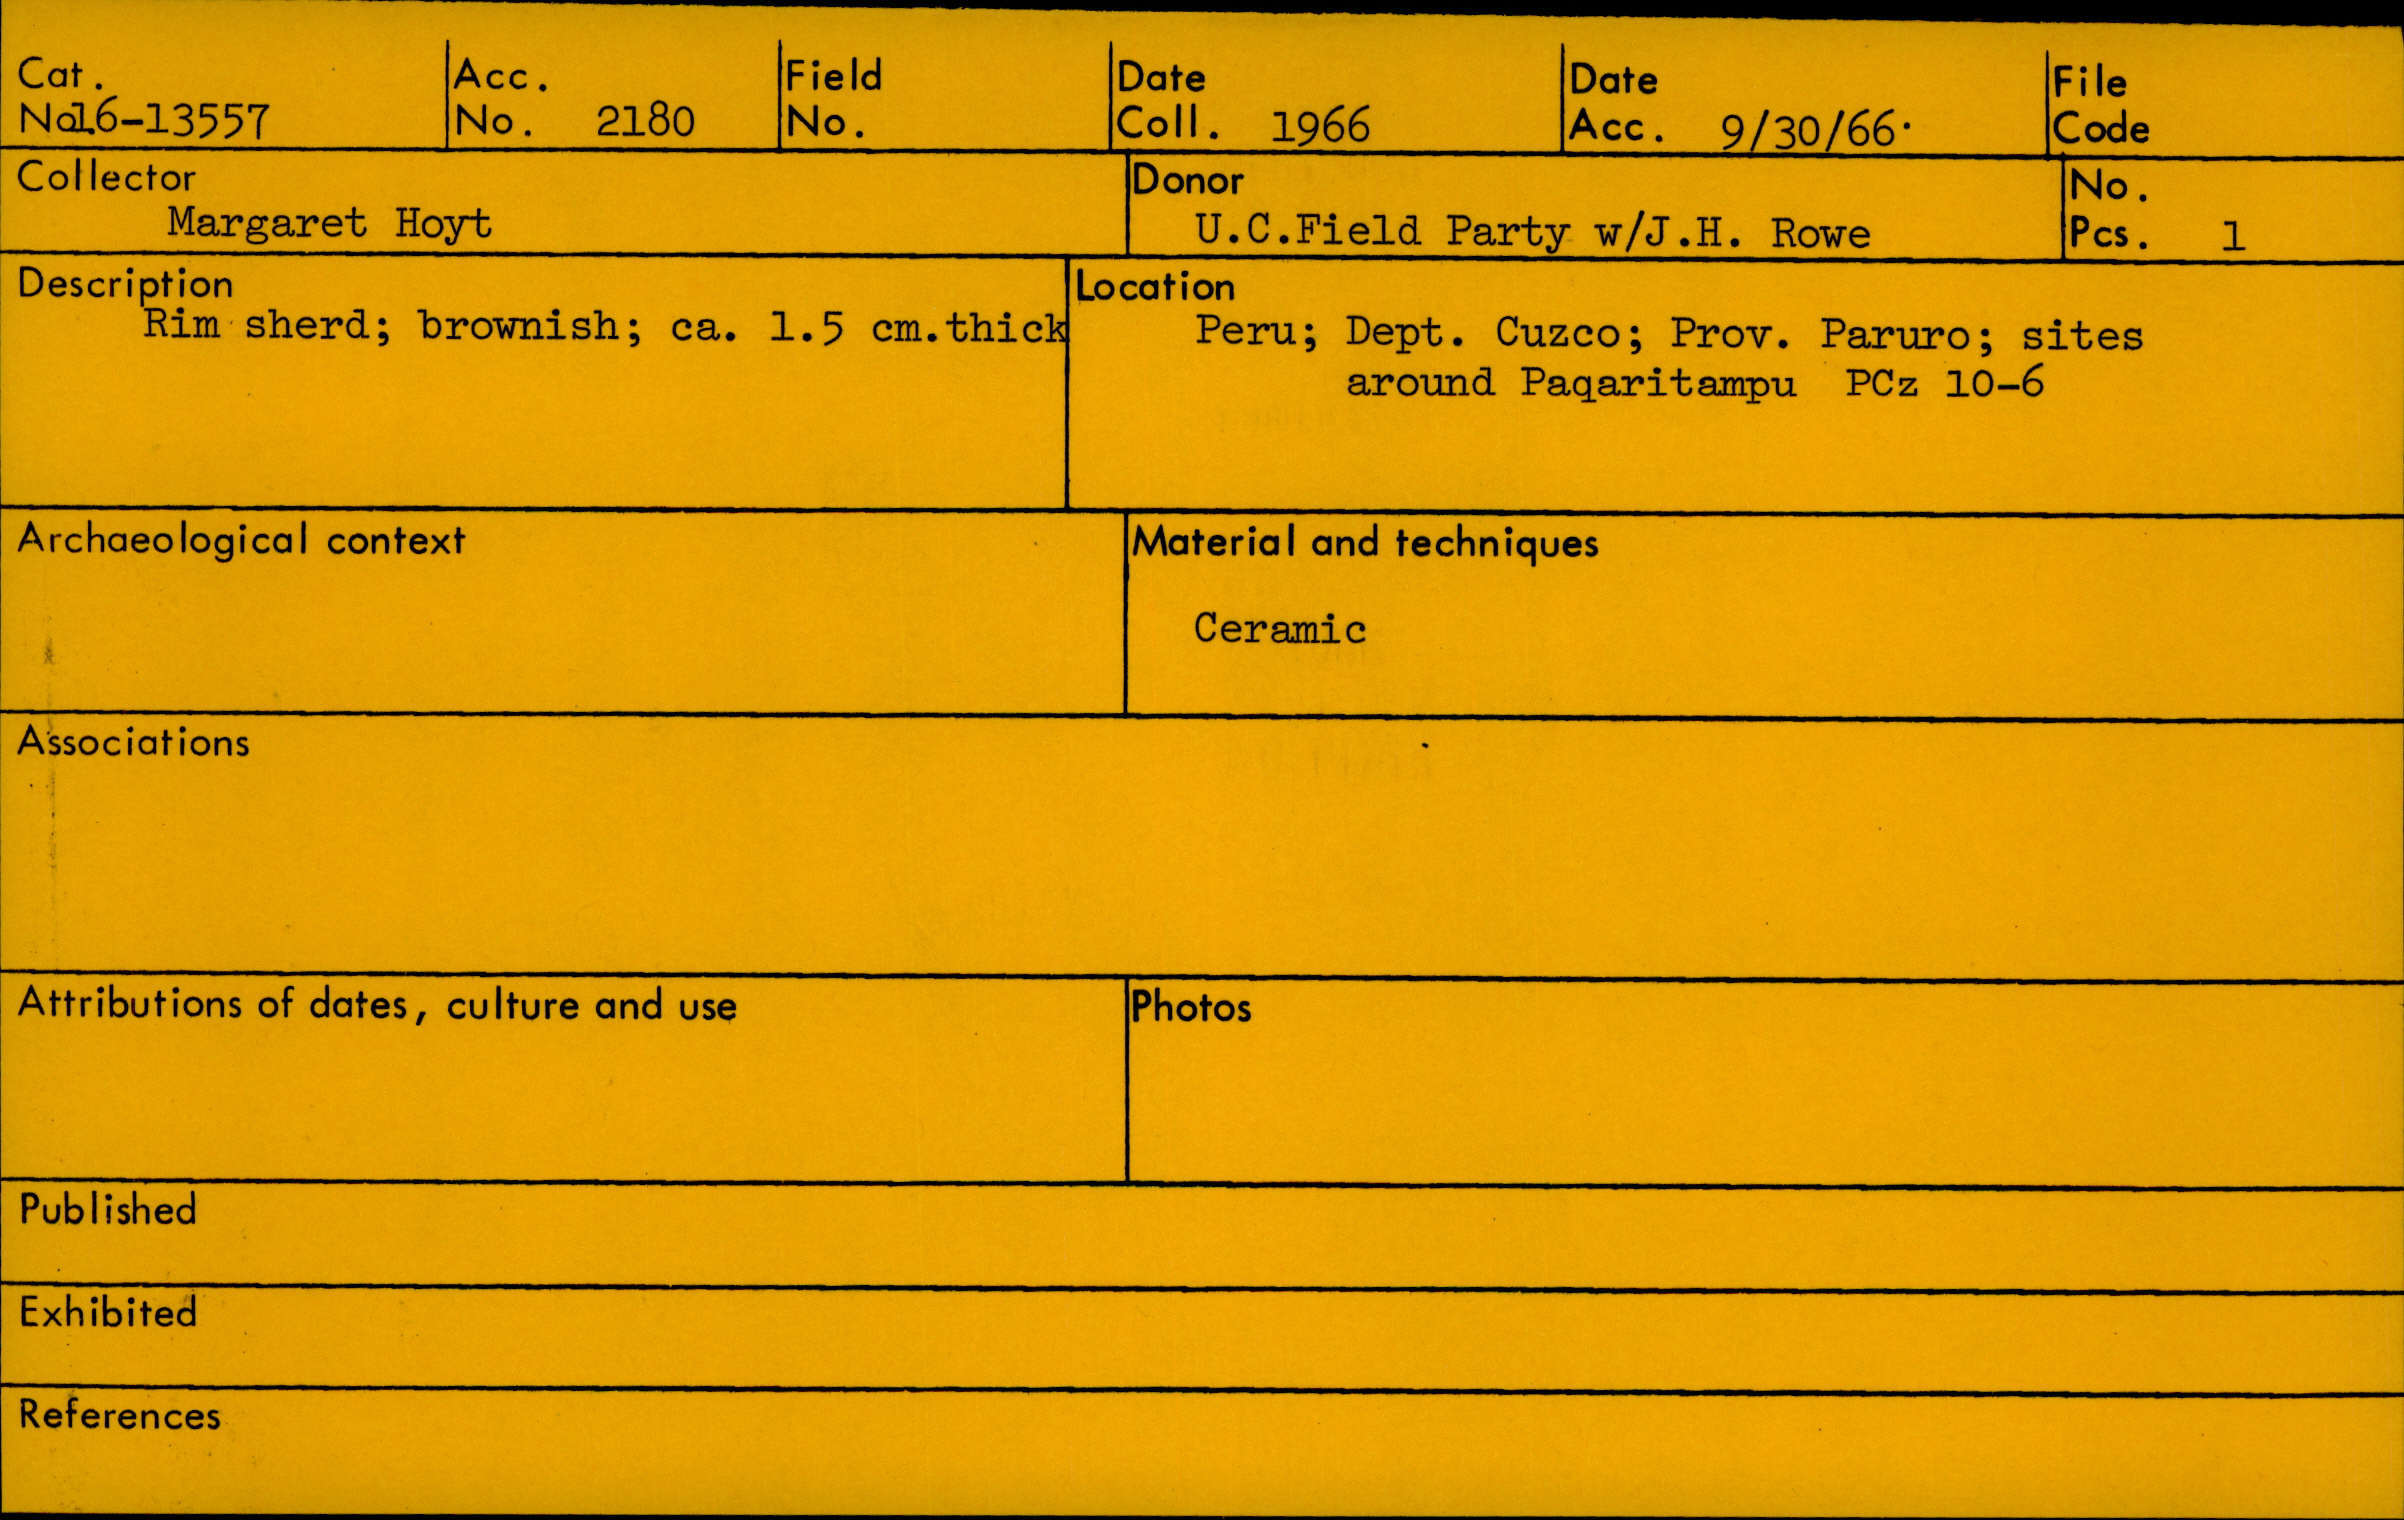 Cat. Acc. Field Date Date File
No. 16-13557 No. 2180 No. Coll. 1966 Acc. 9/30/66. Code
Collector Donor No.
Margaret Hoyt U.C.Field Party w/J.H. Rowe Pcs. 1
Description Location
Rim sherd; brownish; ca. 1.5 cm.thick Peru; Dept. Cuzco; Prov. Paruro; sites
around Paqaritampu PCz 10-6
Archaeological context Material and techniques
Ceramic
Associations
Attributions of dates, culture and use Photos
Published
Exhibited
References